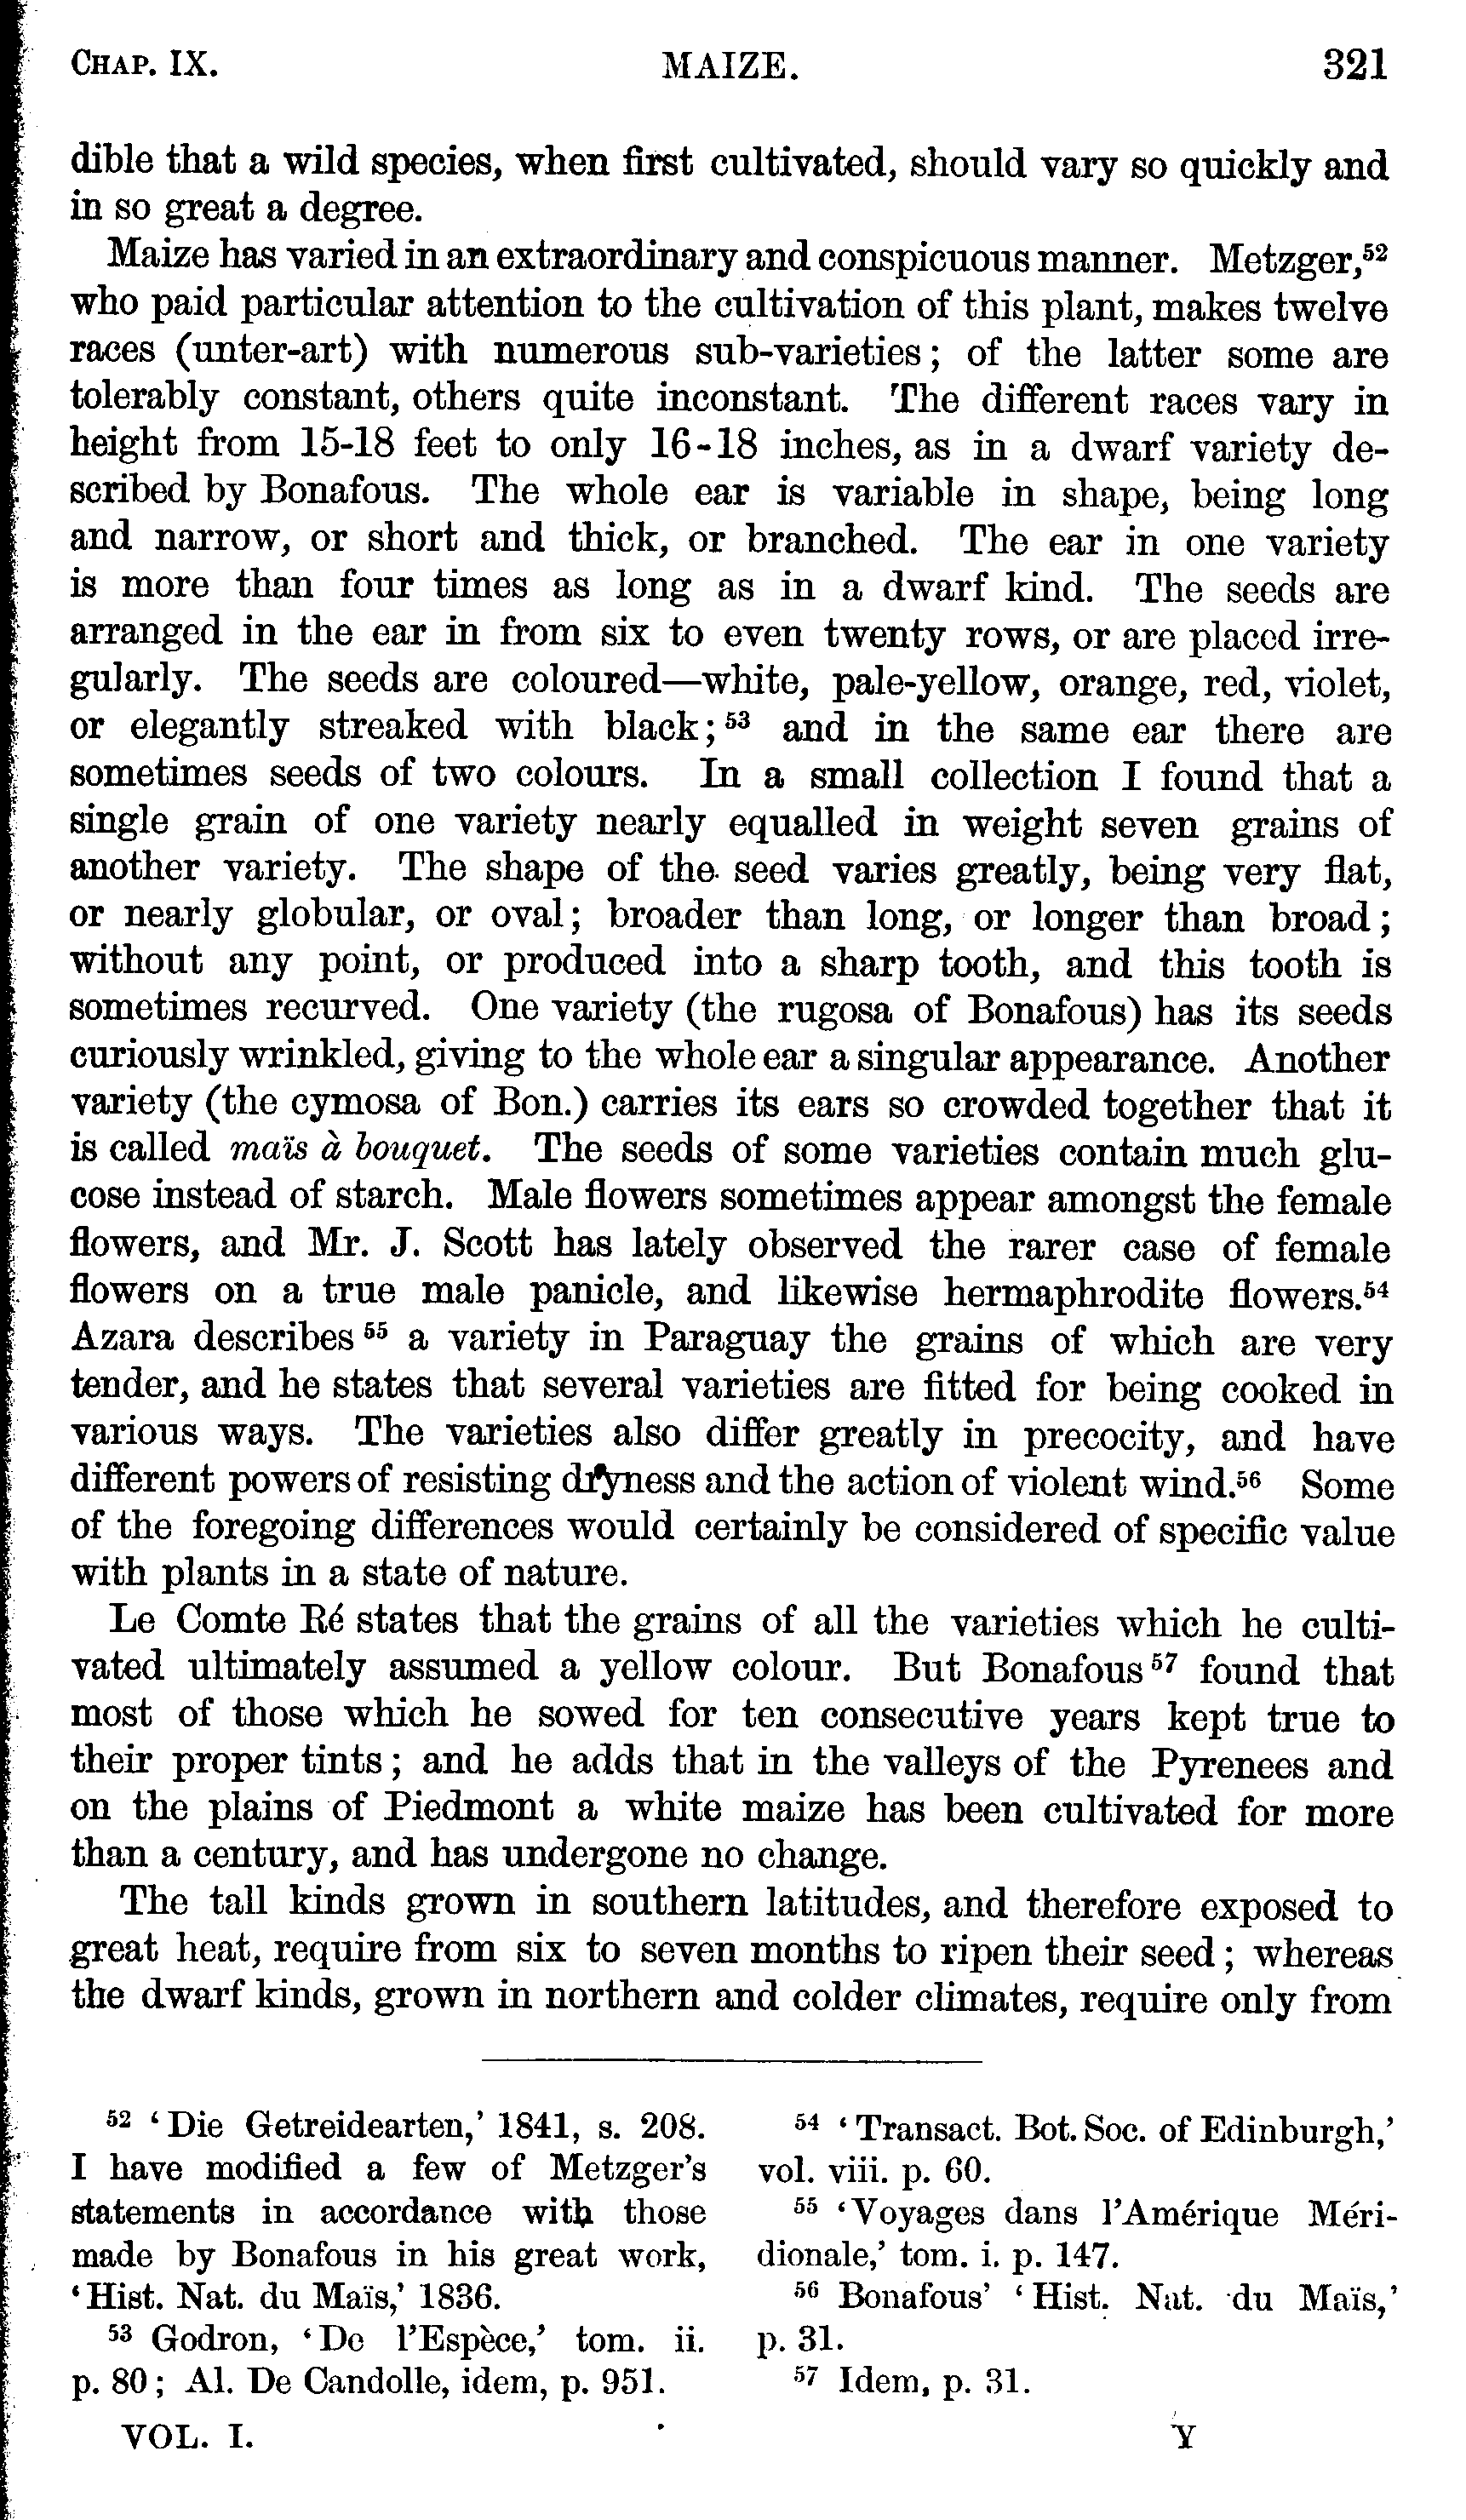 CHAP. IX. MAIZE. 321
dible that a wild species, when first cultivated, should vary so quickly and
in so great a degree.
Maize has varied in an extraordinary and conspicuous manner. Metzger,⁵²
who paid particular attention to the cultivation of this plant, makes twelve
races (unter-art) with numerous sub-varieties; of the latter some are
tolerably constant, others quite inconstant. The different races vary in
height from 15-18 feet to only 16-18 inches, as in a dwarf variety de-
scribed by Bonafous. The whole ear is variable in shape, being long
and narrow, or short and thick, or branched. The ear in one variety
is more than four times as long as in a dwarf kind. The seeds are
arranged in the ear in from six to even twenty rows, or are placed irre-
gularly. The seeds are coloured—white, pale-yellow, orange, red, violet,
or elegantly streaked with black;⁵³ and in the same ear there are
sometimes seeds of two colours. In a small collection I found that a
single grain of one variety nearly equalled in weight seven grains of
another variety. The shape of the seed varies greatly, being very flat,
or nearly globular, or oval; broader than long, or longer than broad;
without any point, or produced into a sharp tooth, and this tooth is
sometimes recurved. One variety (the rugosa of Bonafous) has its seeds
curiously wrinkled, giving to the whole ear a singular appearance. Another
variety (the cymosa of Bon.) carries its ears so crowded together that it
is called maïs à bouquet. The seeds of some varieties contain much glu-
cose instead of starch. Male flowers sometimes appear amongst the female
flowers, and Mr. J. Scott has lately observed the rarer case of female
flowers on a true male panicle, and likewise hermaphrodite flowers.⁵⁴
Azara describes⁵⁵ a variety in Paraguay the grains of which are very
tender, and he states that several varieties are fitted for being cooked in
various ways. The varieties also differ greatly in precocity, and have
different powers of resisting dryness and the action of violent wind.⁵⁶ Some
of the foregoing differences would certainly be considered of specific value
with plants in a state of nature.
Le Comte Ré states that the grains of all the varieties which he culti-
vated ultimately assumed a yellow colour. But Bonafous⁵⁷ found that
most of those which he sowed for ten consecutive years kept true to
their proper tints; and he adds that in the valleys of the Pyrenees and
on the plains of Piedmont a white maize has been cultivated for more
than a century, and has undergone no change.
The tall kinds grown in southern latitudes, and therefore exposed to
great heat, require from six to seven months to ripen their seed; whereas
the dwarf kinds, grown in northern and colder climates, require only from
⁵² 'Die Getreidearten,' 1841, s. 208.
I have modified a few of Metzger's
statements in accordance with those
made by Bonafous in his great work,
'Hist. Nat. du Maïs,' 1836.
⁵³ Godron, 'De l'Espèce,' tom. ii.
p. 80; Al. De Candolle, idem, p. 951.
⁵⁴ 'Transact. Bot. Soc. of Edinburgh,'
vol. viii. p. 60.
⁵⁵ 'Voyages dans l'Amérique Méri-
dionale,' tom. i. p. 147.
⁵⁶ Bonafous' 'Hist. Nat. du Maïs,'
p. 31.
⁵⁷ Idem, p. 31.
VOL. I. Y